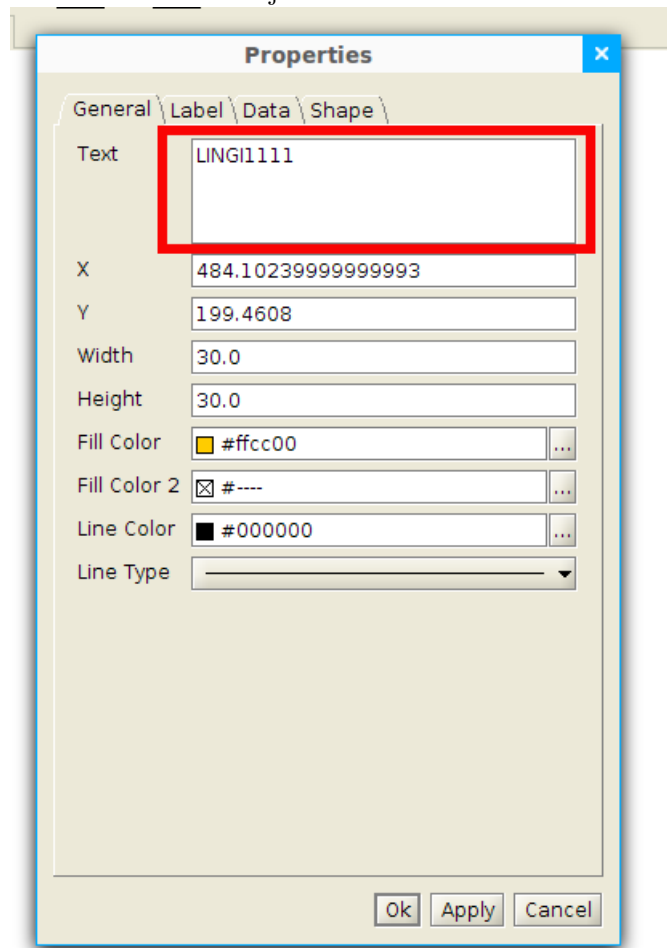 Properties
General Label Data Shape
Text LINGI1111
X 484.10239999999993
Y 199.4608
Width 30.0
Height 30.0
Fill Color #ffcc00 ...
Fill Color 2 #---- ...
Line Color #000000 ...
Line Type
Ok Apply Cancel